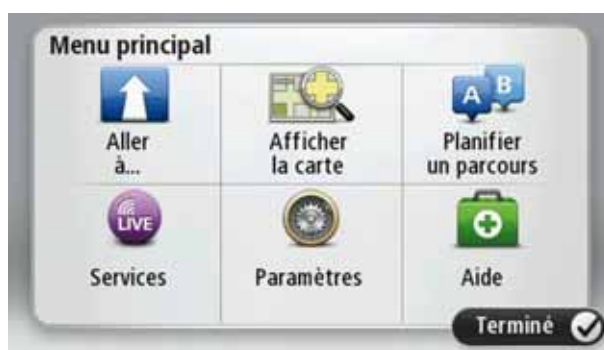 Menu principal
Aller
à...
Afficher
la carte
A B
Planifier
un parcours
LIVE
Services
Paramètres
Aide
Terminé